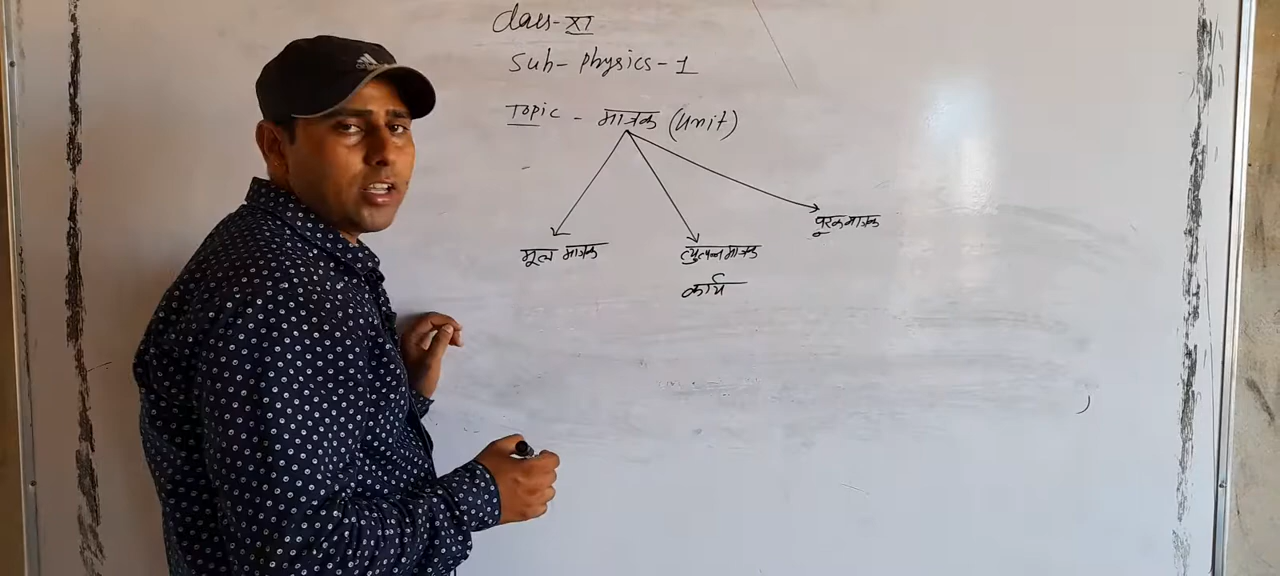 Class-XI
Sub- Physics-1
Topic - मात्रक (Unit)
पूरक मात्रक
मूल मात्रक
व्युत्पन्न मात्रक
कार्य